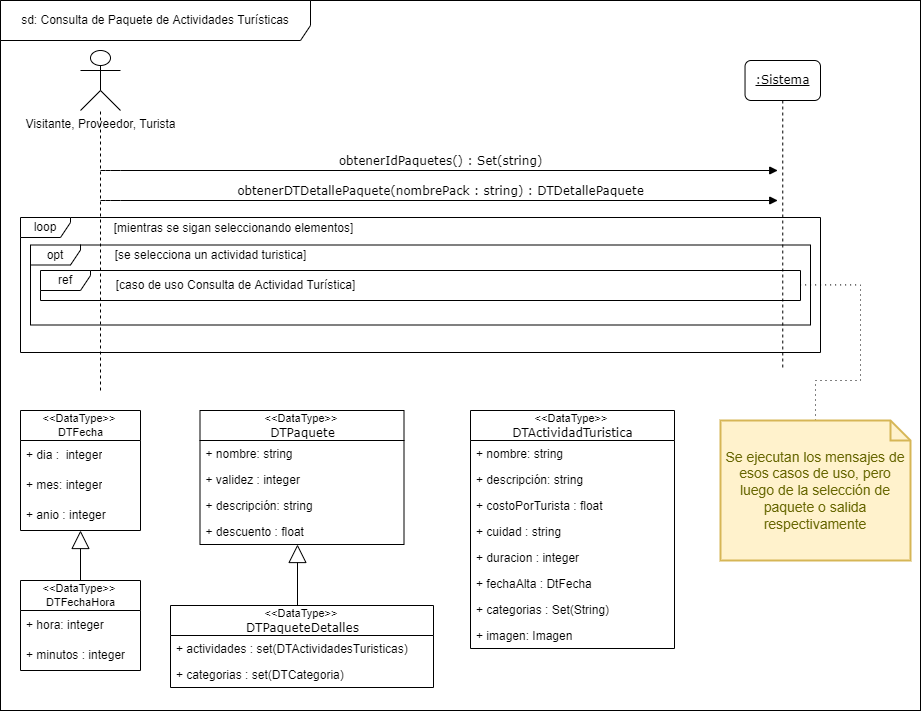 sd: Consulta de Paquete de Actividades Turísticas
:Sistema
Visitante, Proveedor, Turista
obtenerIdPaquetes() : Set(string)
obtenerDTDetallePaquete(nombrePack : string) : DTDetallePaquete
loop
[mientras se sigan seleccionando elementos]
opt
[se selecciona un actividad turistica]
ref
[caso de uso Consulta de Actividad Turística]
<<DataType>>
DTFecha
+ dia :  integer
+ mes: integer
+ anio : integer
<<DataType>>
DTFechaHora
+ hora: integer
+ minutos : integer
<<DataType>>
DTPaquete
+ nombre: string
+ validez : integer
+ descripción: string
+ descuento : float
<<DataType>>
DTPaqueteDetalles
+ actividades : set(DTActividadesTuristicas)
+ categorias : set(DTCategoria)
<<DataType>>
DTActividadTuristica
+ nombre: string
+ descripción: string
+ costoPorTurista : float
+ cuidad : string
+ duracion : integer
+ fechaAlta : DtFecha
+ categorias : Set(String)
+ imagen: Imagen
Se ejecutan los mensajes de
esos casos de uso, pero
luego de la selección de
paquete o salida
respectivamente